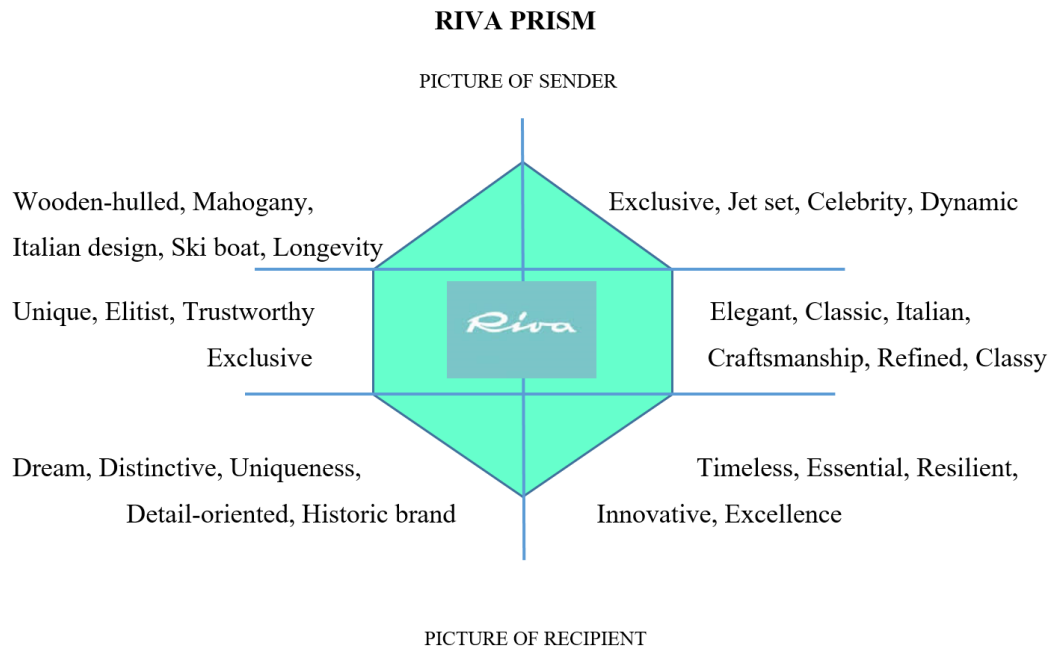 RIVA PRISM
PICTURE OF SENDER
Wooden-hulled, Mahogany,
Italian design, Ski boat, Longevity
Exclusive, Jet set, Celebrity, Dynamic
Unique, Elitist, Trustworthy
Exclusive
Riva
Elegant, Classic, Italian,
Craftsmanship, Refined, Classy
Dream, Distinctive, Uniqueness,
Detail-oriented, Historic brand
Timeless, Essential, Resilient,
Innovative, Excellence
PICTURE OF RECIPIENT